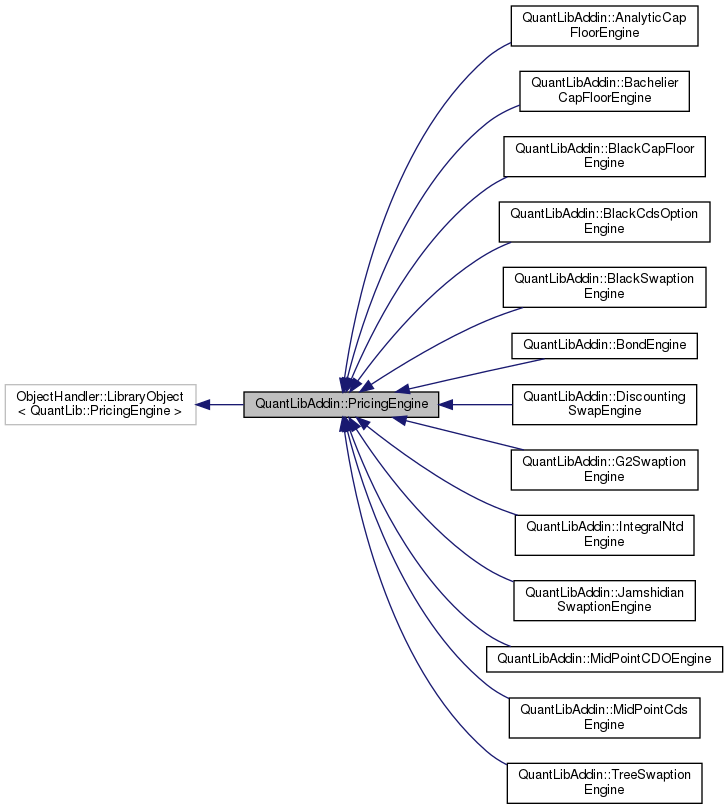 QuantLibAddin::AnalyticCap
FloorEngine
QuantLibAddin::Bachelier
CapFloorEngine
QuantLibAddin::BlackCapFloor
Engine
QuantLibAddin::BlackCdsOption
Engine
QuantLibAddin::BlackSwaption
Engine
QuantLibAddin::BondEngine
ObjectHandler::LibraryObject
< QuantLib::PricingEngine >
QuantLibAddin::PricingEngine
QuantLibAddin::Discounting
SwapEngine
QuantLibAddin::G2Swaption
Engine
QuantLibAddin::IntegralNtd
Engine
QuantLibAddin::Jamshidian
SwaptionEngine
QuantLibAddin::MidPointCDOEngine
QuantLibAddin::MidPointCds
Engine
QuantLibAddin::TreeSwaption
Engine